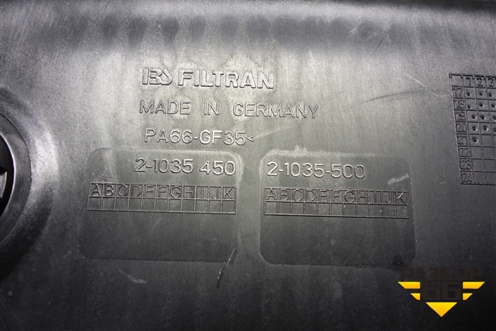 FILTRAN
MADE IN GERMANY
PA66-GF35<
2-1035 450
2-1035-500
ABCDEFGHIJK
ABCDEFGHIJK